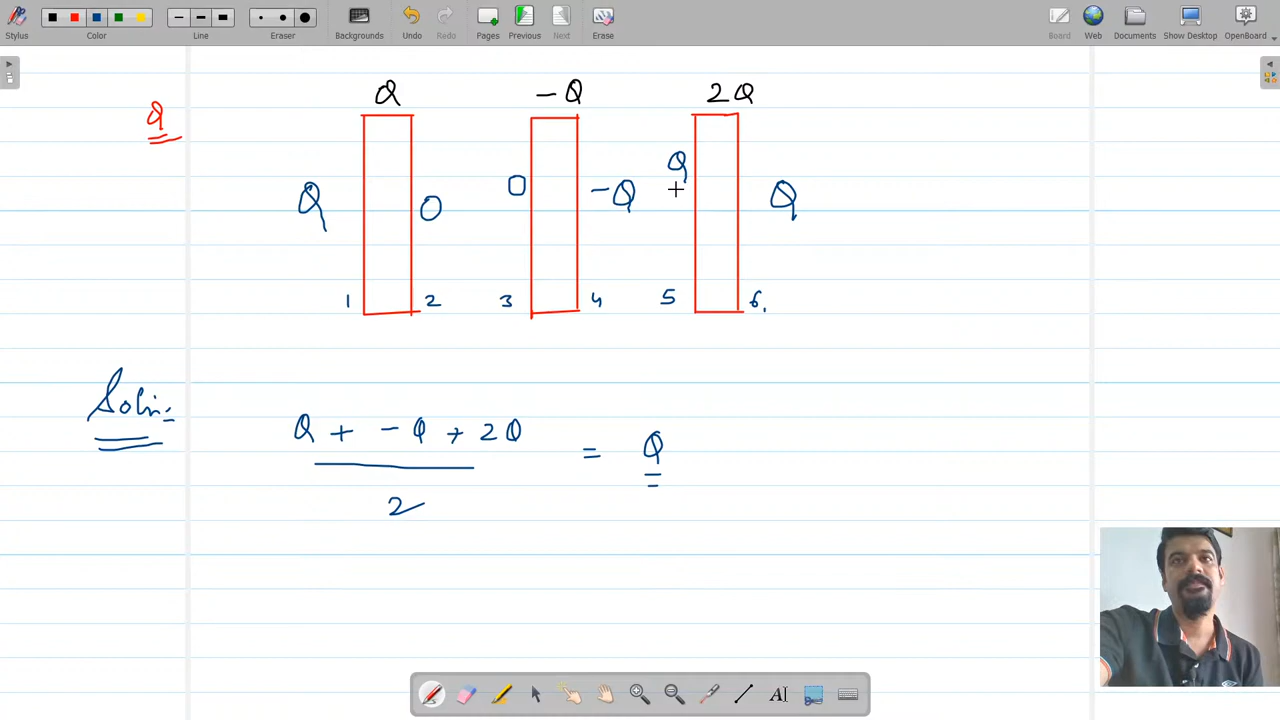 Stylus Color Line Eraser Backgrounds Undo Redo Pages Previous Next Erase Board Web Documents Show Desktop OpenBoard
Q -Q 2Q
Q
Q 0 0 -Q Q Q
1 2 3 4 5 6.
Soln:
Q + -Q + 2Q
= Q
2
AI